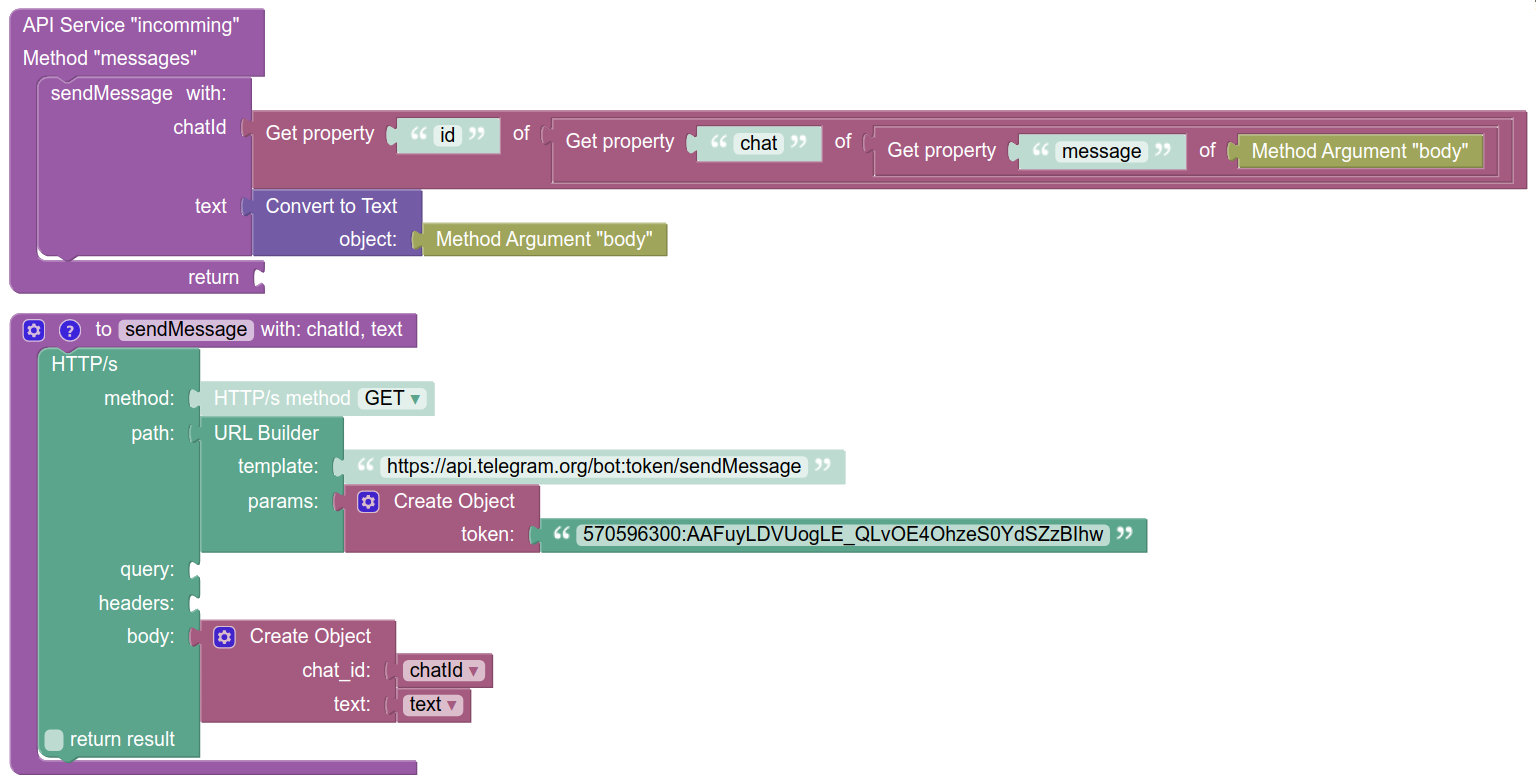 API Service "incomming"
Method "messages"
sendMessage with:
chatId Get property “ id ” of Get property “ chat ” of Get property “ message ” of Method Argument "body"
text Convert to Text
object: Method Argument "body"
return
? to sendMessage with: chatId, text
HTTP/s
method: HTTP/s method GET ▾
path: URL Builder
template: “ https://api.telegram.org/bot:token/sendMessage ”
params: Create Object
token: “ 570596300:AAFuyLDVUogLE_QLvOE4OhzeS0YdSZzBIhw ”
query:
headers:
body: Create Object
chat_id: chatId ▾
text: text ▾
return result